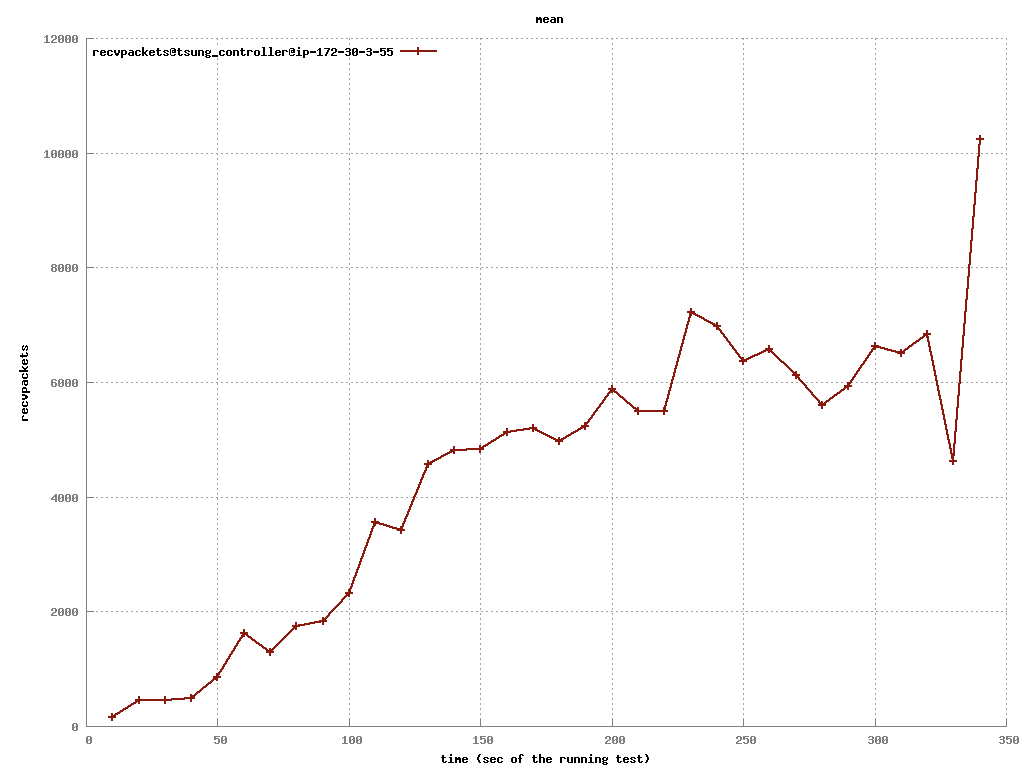 mean
12000
recvpackets@tsung_controller@ip-172-30-3-55
10000
8000
6000
4000
2000
0
recvpackets
0 50 100 150 200 250 300 350
time (sec of the running test)